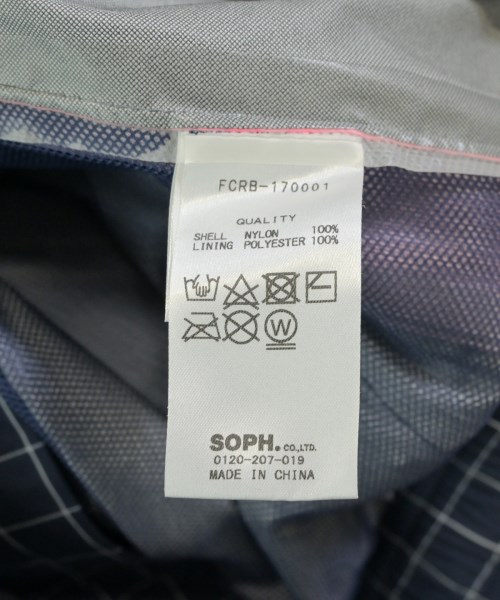 FCRB-170001
QUALITY
SHELL NYLON 100%
LINING POLYESTER 100%
W
SOPH. CO.,LTD.
0120-207-019
MADE IN CHINA